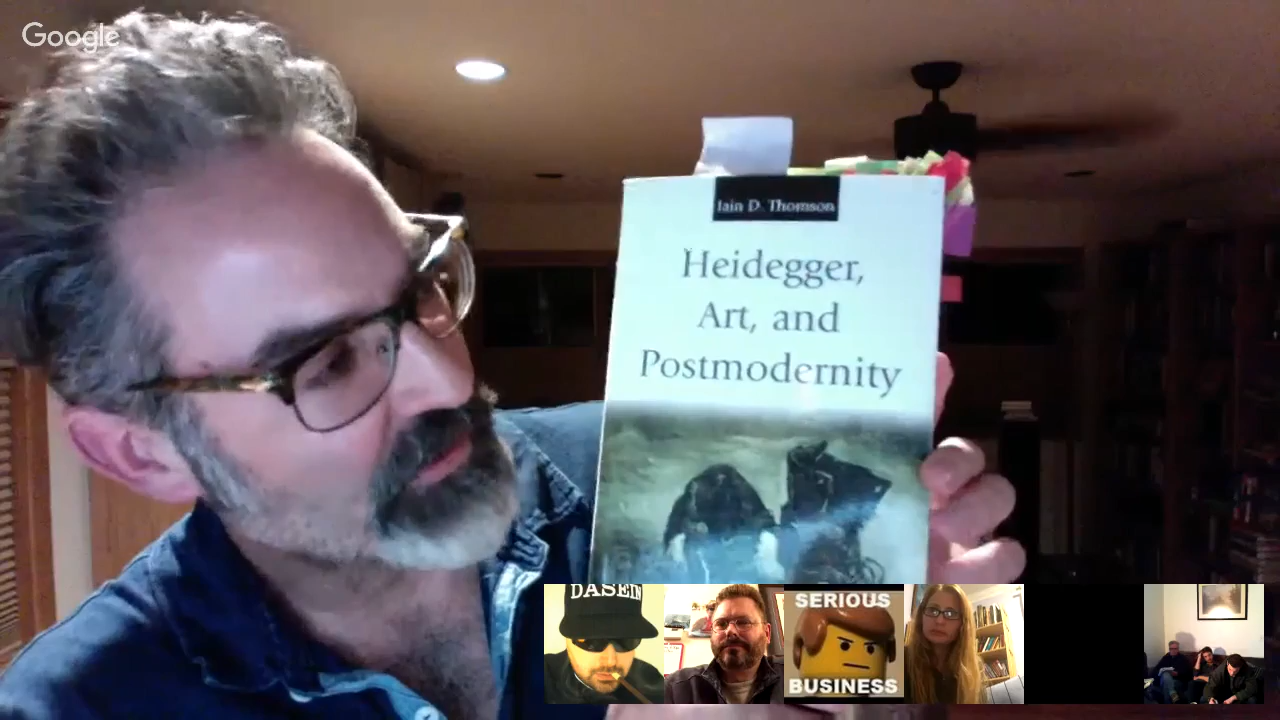 Google
Iain D. Thomson
Heidegger,
Art, and
Postmodernity
DASEIN
SERIOUS
BUSINESS